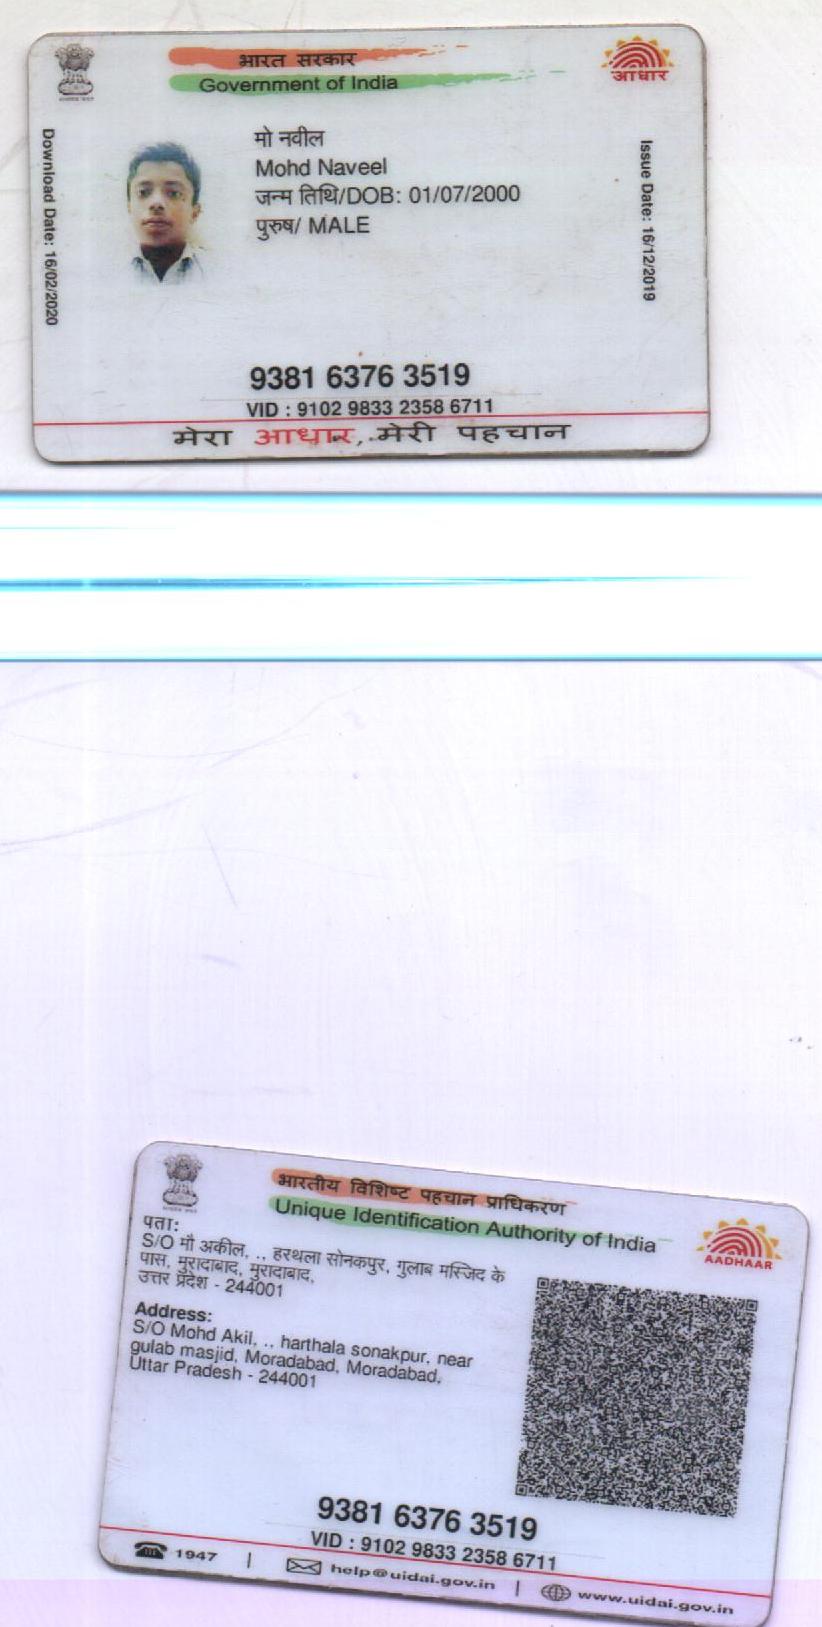 भारत सरकार
Government of India
आधार
Download Date: 16/02/2020
मो नवील
Mohd Naveel
जन्म तिथि/DOB: 01/07/2000
पुरुष/ MALE
Issue Date: 16/12/2019
9381 6376 3519
VID : 9102 9833 2358 6711
मेरा आधार, मेरी पहचान
भारतीय विशिष्ट पहचान प्राधिकरण
Unique Identification Authority of India
AADHAAR
पता:
S/O मौ अकील, .. हरथला सोनकपुर, गुलाब मस्जिद के
पास, मुरादाबाद, मुरादाबाद,
उत्तर प्रदेश - 244001
Address:
S/O Mohd Akil, .. harthala sonakpur, near
gulab masjid, Moradabad, Moradabad,
Uttar Pradesh - 244001
9381 6376 3519
VID : 9102 9833 2358 6711
1947 | help@uidai.gov.in | www.uidai.gov.in